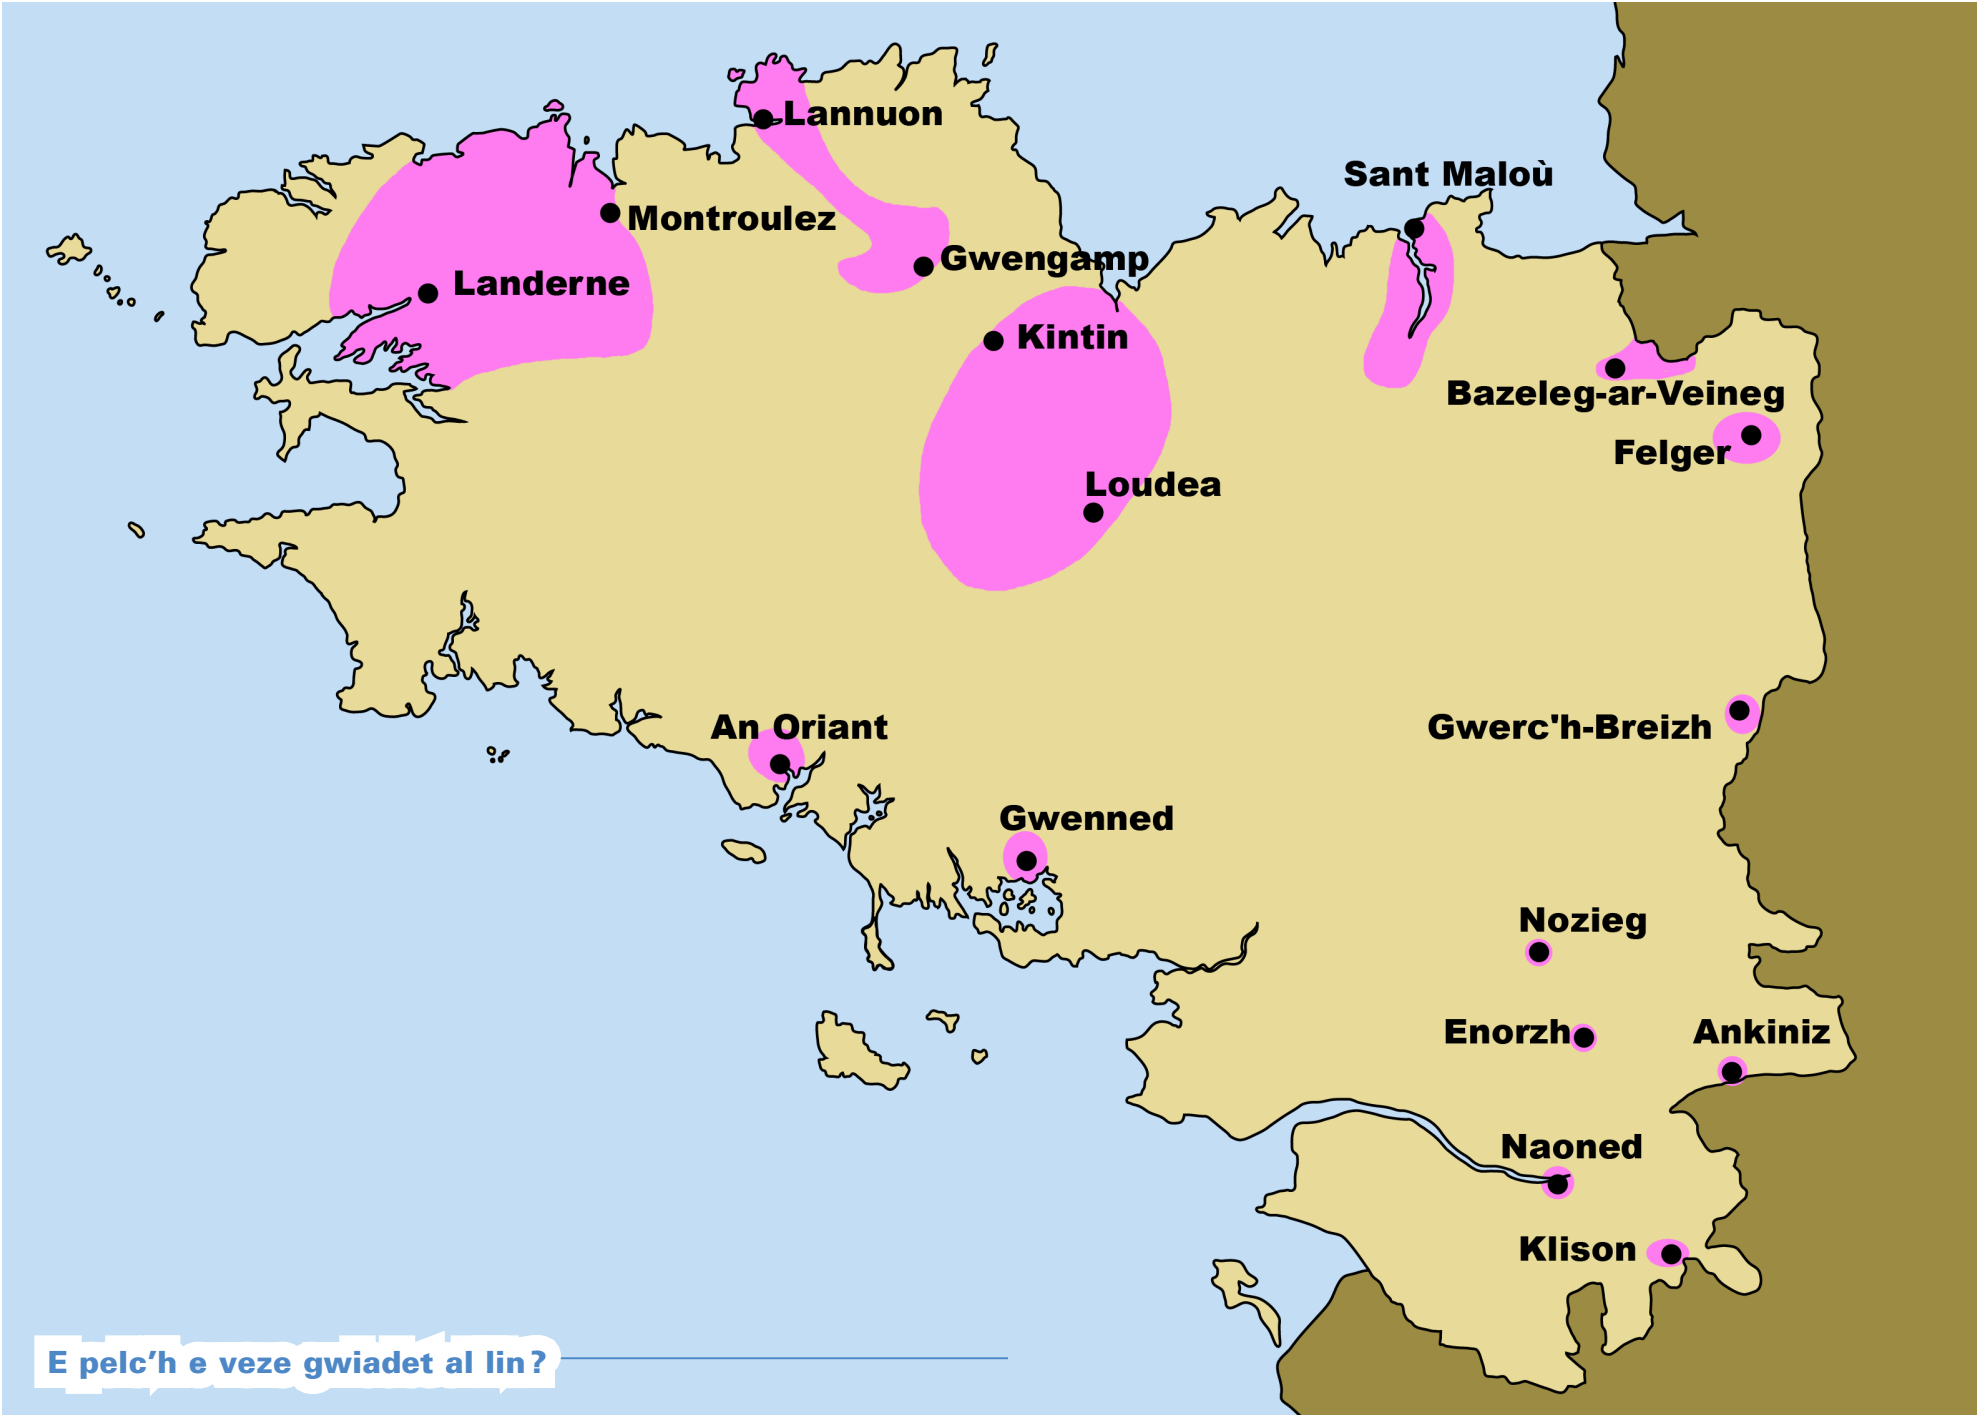 Lannuon
Sant Maloù
Montroulez
Gwengamp
Landerne
Kintin
Bazeleg-ar-Veineg
Felger
Loudea
An Oriant
Gwerc'h-Breizh
Gwenned
Nozieg
Enorzh
Ankiniz
Naoned
Klison
E pelc’h e veze gwiadet al lin ?